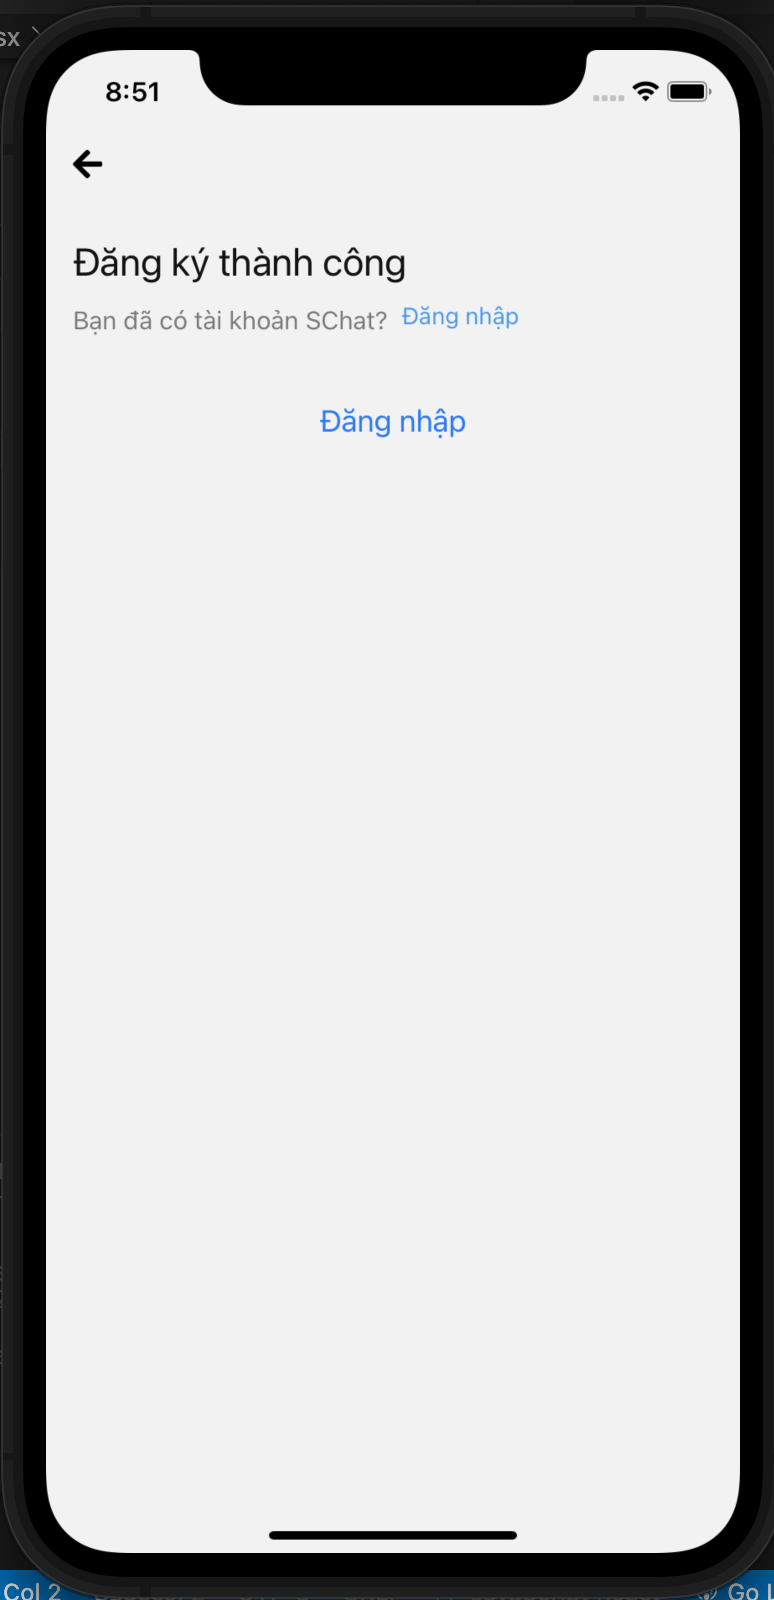 sx
8:51
Đăng ký thành công
Bạn đã có tài khoản SChat? Đăng nhập
Đăng nhập
Col 2
Go